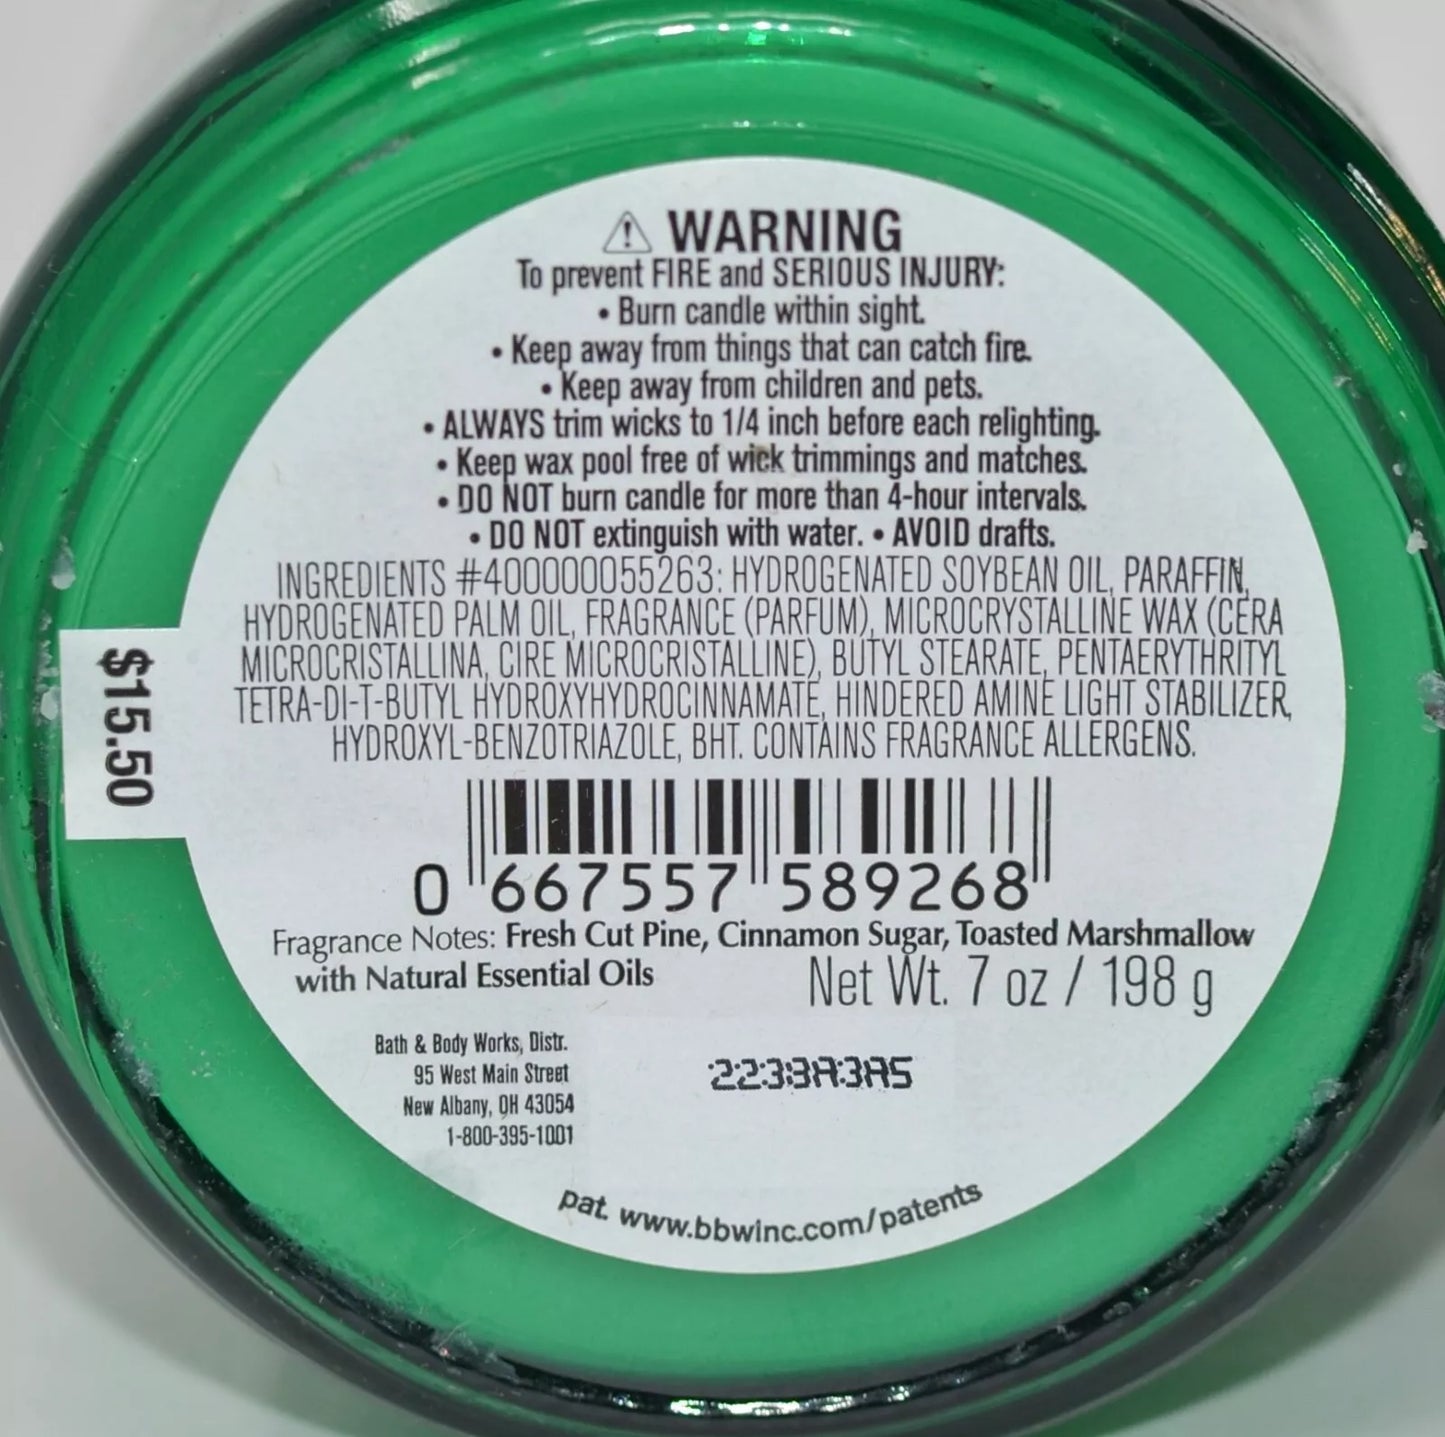 ⚠ WARNING
To prevent FIRE and SERIOUS INJURY:
• Burn candle within sight.
• Keep away from things that can catch fire.
• Keep away from children and pets.
• ALWAYS trim wicks to 1/4 inch before each relighting.
• Keep wax pool free of wick trimmings and matches.
• DO NOT burn candle for more than 4-hour intervals.
• DO NOT extinguish with water. • AVOID drafts.
INGREDIENTS #400000055263: HYDROGENATED SOYBEAN OIL, PARAFFIN,
HYDROGENATED PALM OIL, FRAGRANCE (PARFUM), MICROCRYSTALLINE WAX (CERA
MICROCRISTALLINA, CIRE MICROCRISTALLINE), BUTYL STEARATE, PENTAERYTHRITYL
TETRA-DI-T-BUTYL HYDROXYHYDROCINNAMATE, HINDERED AMINE LIGHT STABILIZER,
HYDROXYL-BENZOTRIAZOLE, BHT. CONTAINS FRAGRANCE ALLERGENS.
$15.50
0 667557 589268
Fragrance Notes: Fresh Cut Pine, Cinnamon Sugar, Toasted Marshmallow
with Natural Essential Oils
Net Wt. 7 oz / 198 g
Bath & Body Works, Distr.
95 West Main Street
New Albany, OH 43054
1-800-395-1001
2233A3A5
pat. www.bbwinc.com/patents